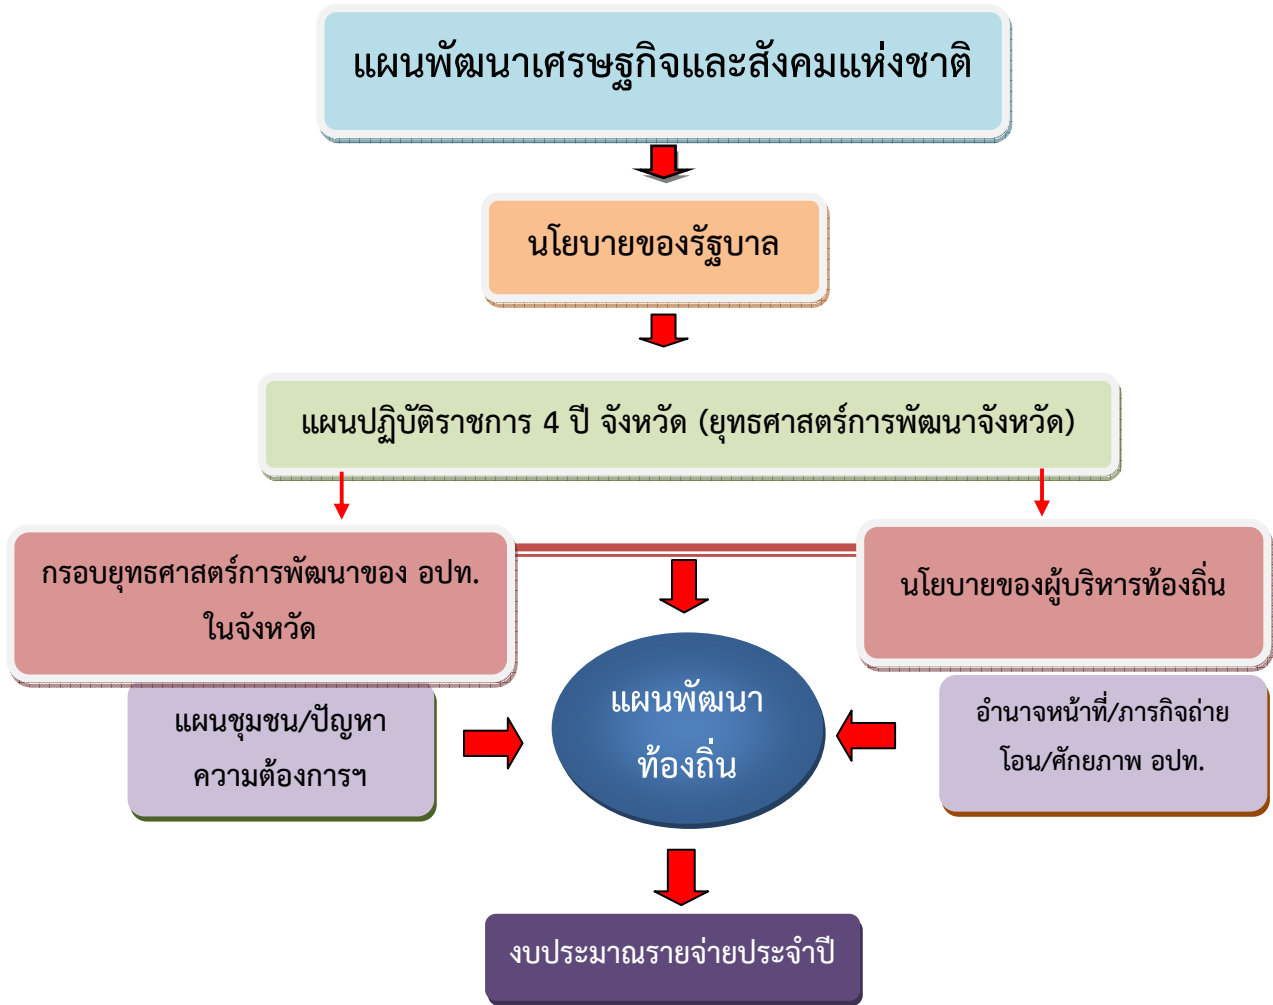 แผนพัฒนาเศรษฐกิจและสังคมแห่งชาติ
นโยบายของรัฐบาล
แผนปฏิบัติราชการ 4 ปี จังหวัด (ยุทธศาสตร์การพัฒนาจังหวัด)
กรอบยุทธศาสตร์การพัฒนาของ อปท.
ในจังหวัด
นโยบายของผู้บริหารท้องถิ่น
แผนชุมชน/ปัญหา
ความต้องการฯ
แผนพัฒนา
ท้องถิ่น
อำนาจหน้าที่/ภารกิจถ่าย
โอน/ศักยภาพ อปท.
งบประมาณรายจ่ายประจำปี